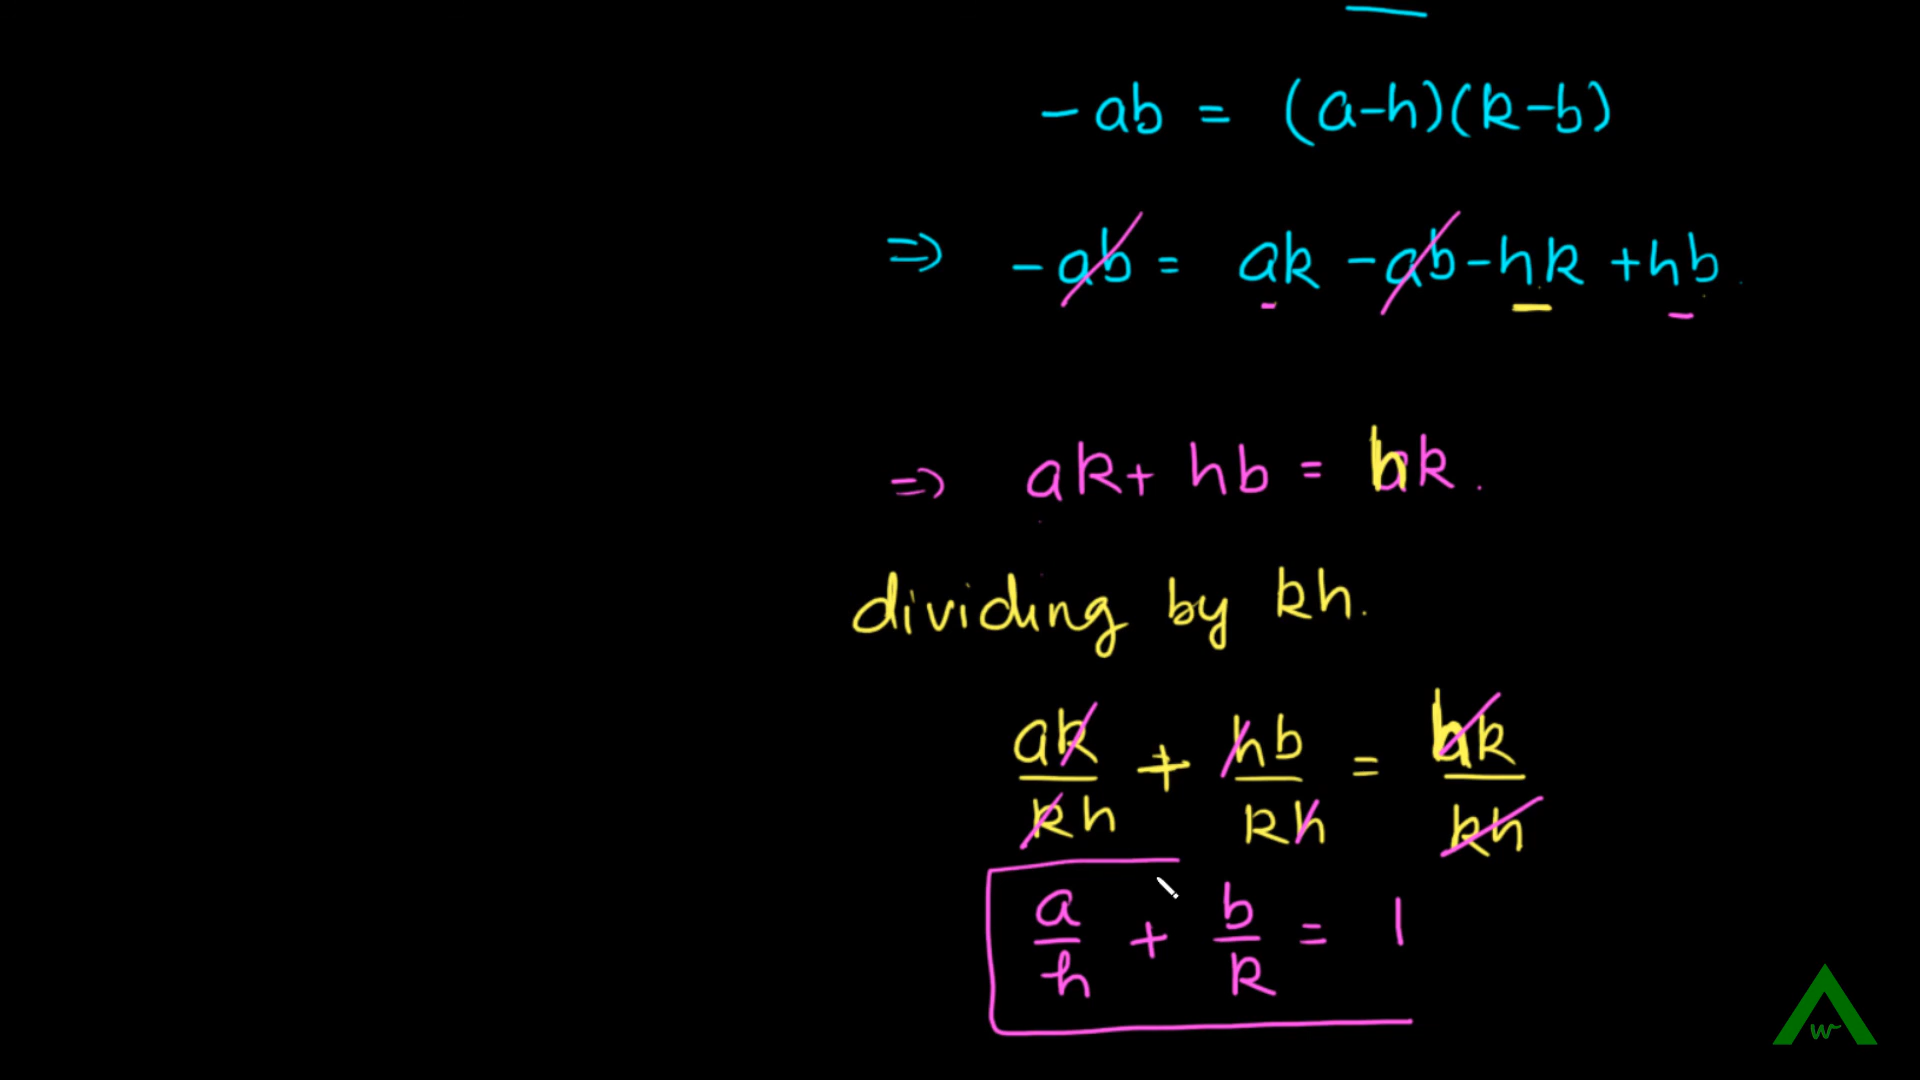 -ab = (a-h)(k-b)
⇒ -ab = ak -ab -hk +hb
⇒ ak+ hb = hk.
dividing by kh.
ak/kh + hb/kh = hk/kh
a/h + b/k = 1
w